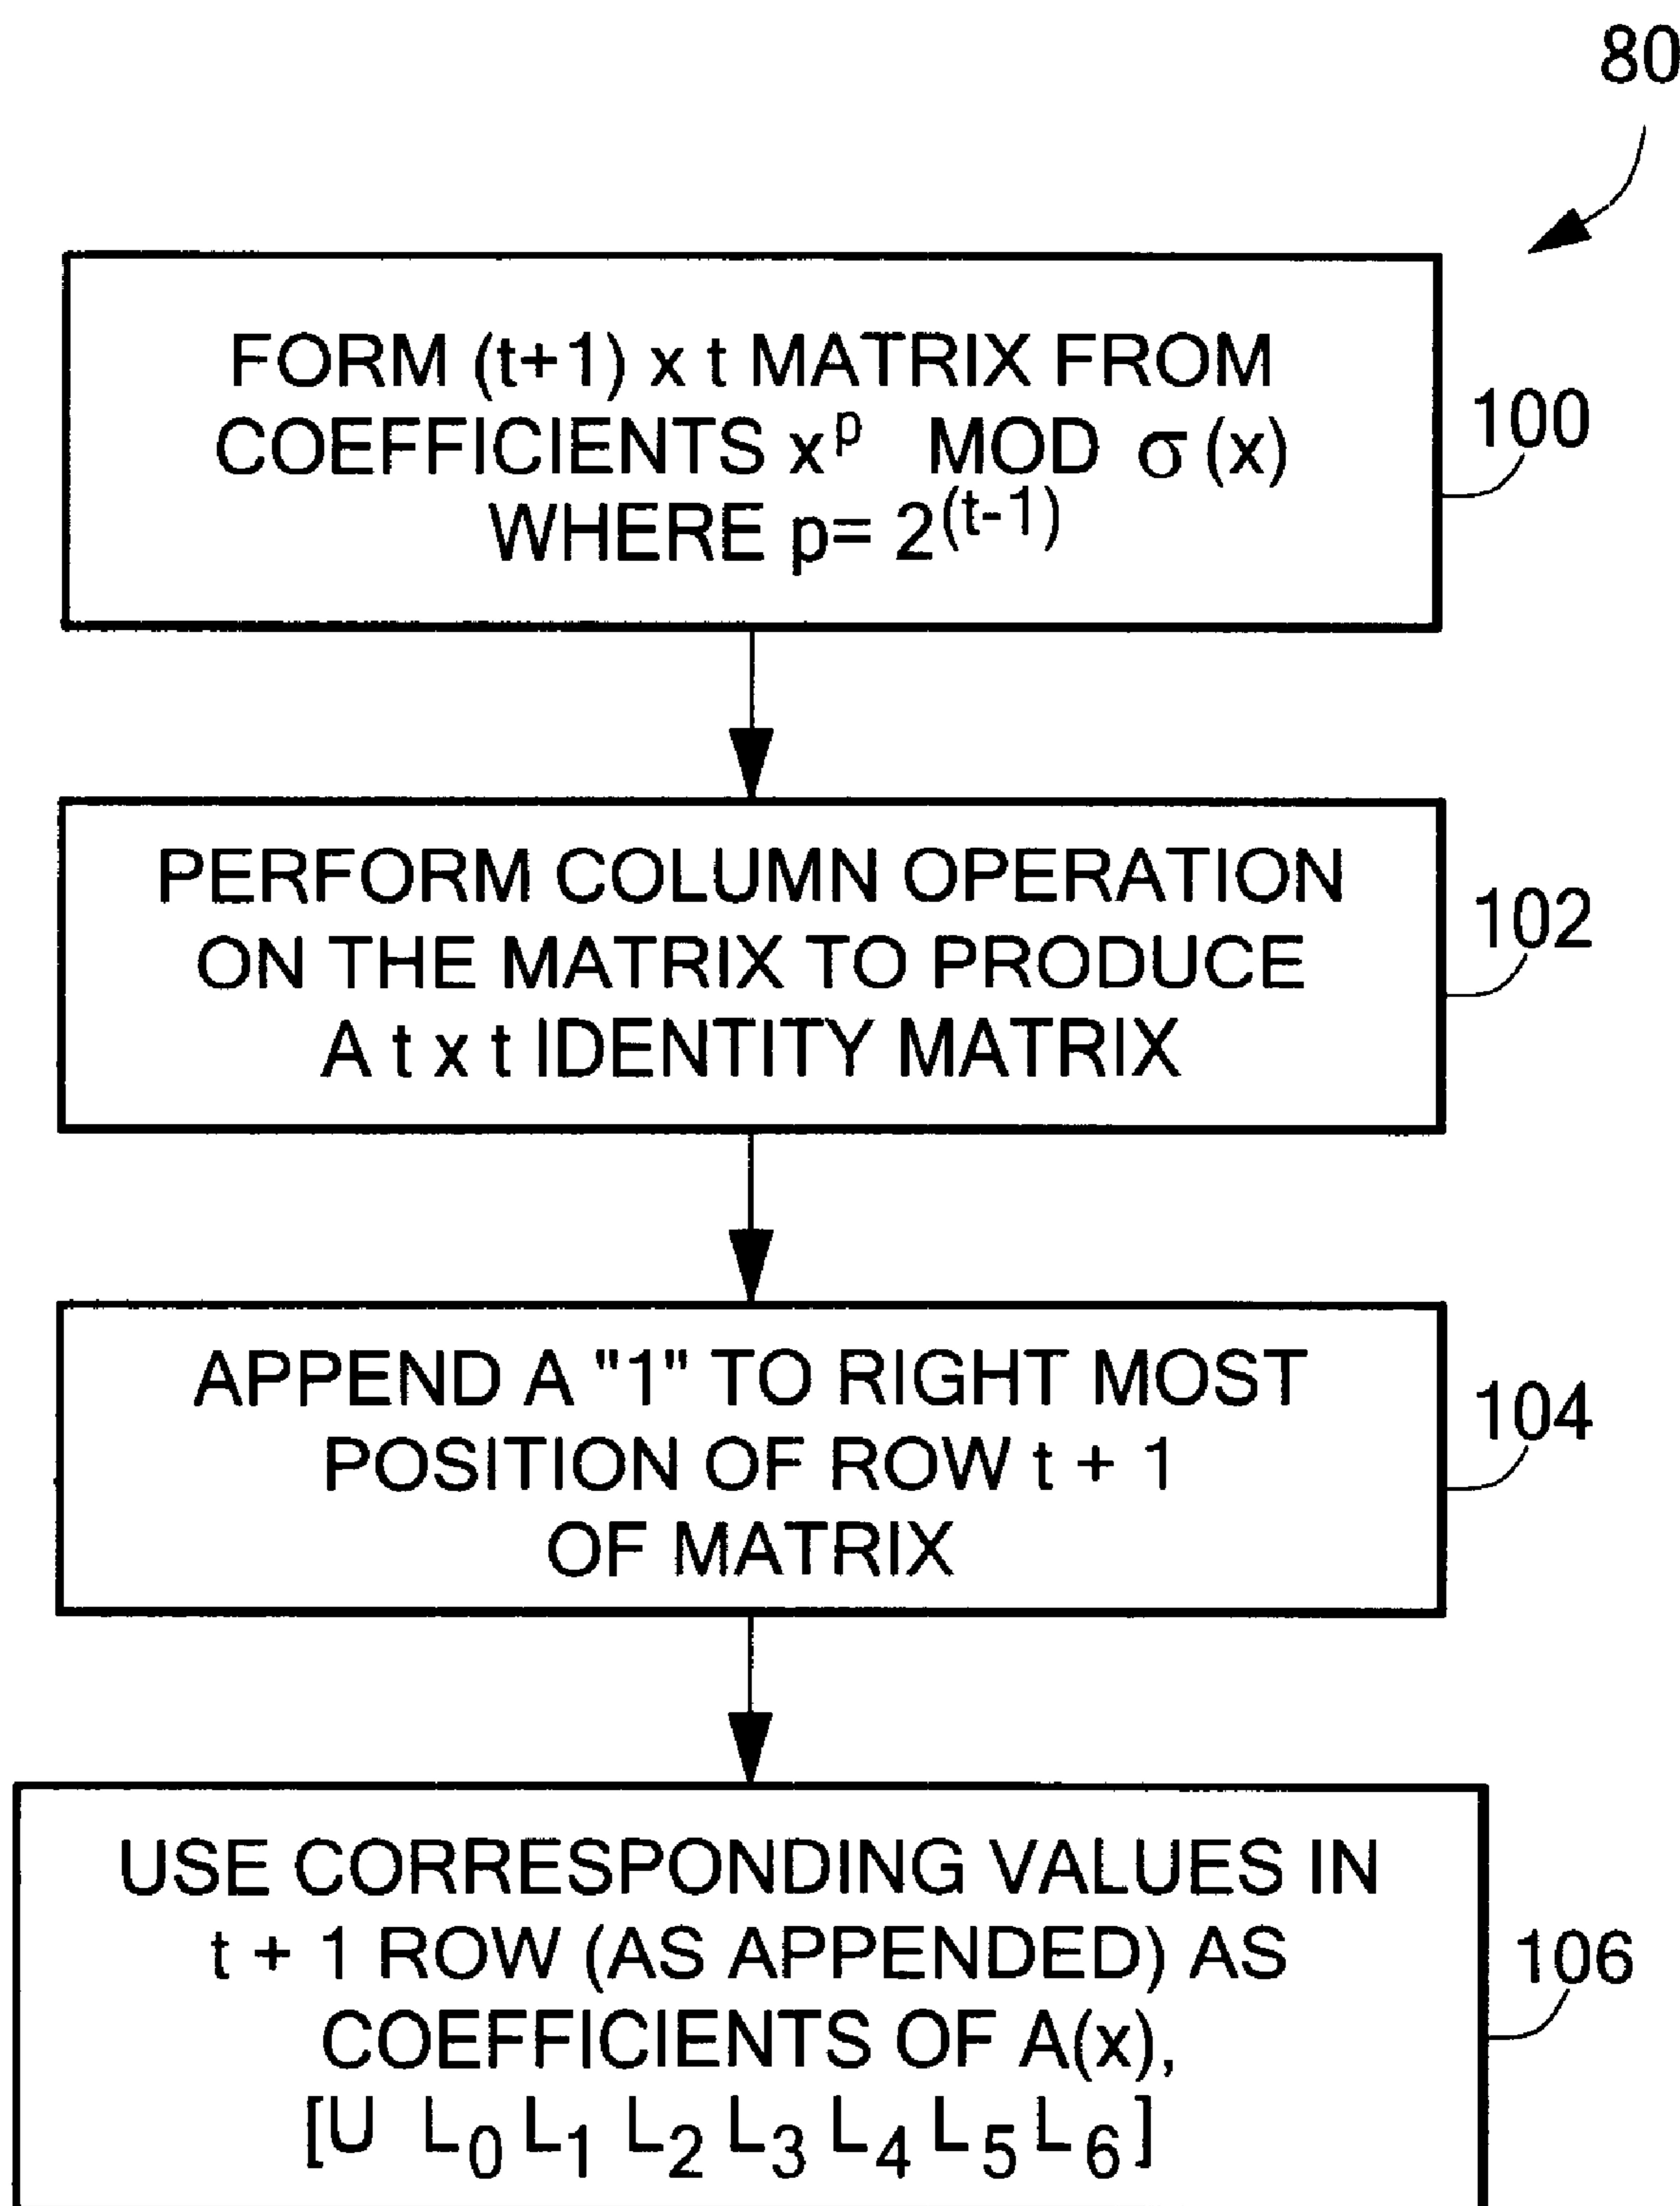 80
FORM (t+1) x t MATRIX FROM
COEFFICIENTS x^p MOD σ (x)
WHERE p= 2^(t-1)
100
PERFORM COLUMN OPERATION
ON THE MATRIX TO PRODUCE
A t x t IDENTITY MATRIX
102
APPEND A "1" TO RIGHT MOST
POSITION OF ROW t + 1
OF MATRIX
104
USE CORRESPONDING VALUES IN
t + 1 ROW (AS APPENDED) AS
COEFFICIENTS OF A(x),
[U L₀ L₁ L₂ L₃ L₄ L₅ L₆ ]
106